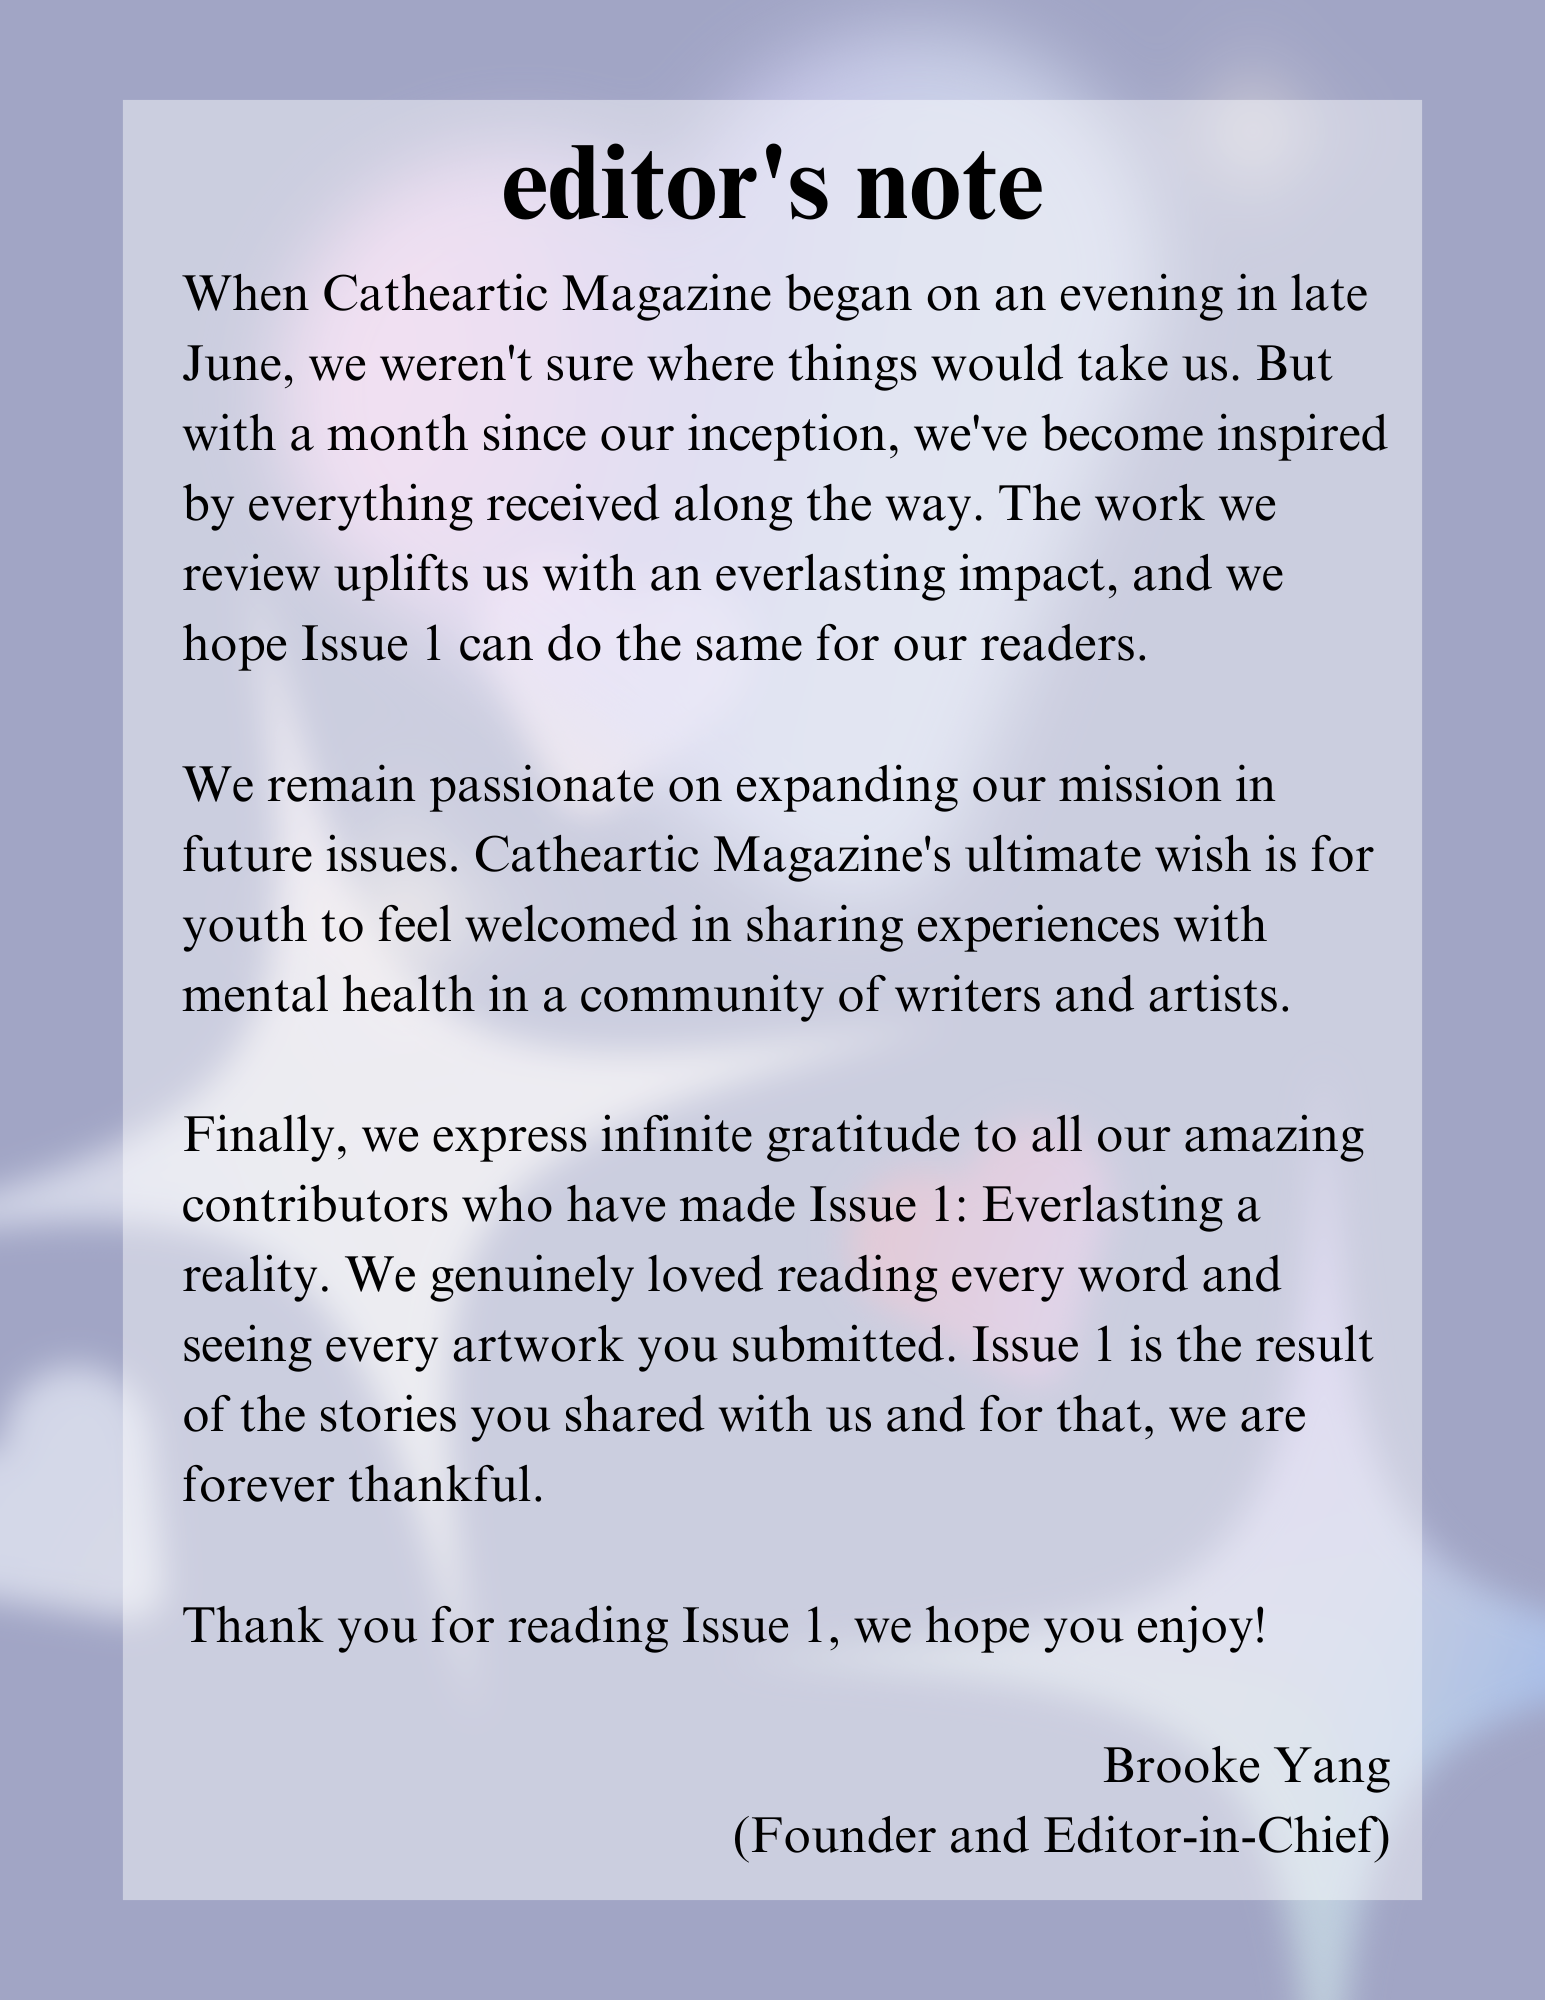 editor's note
When Catheartic Magazine began on an evening in late
June, we weren't sure where things would take us. But
with a month since our inception, we've become inspired
by everything received along the way. The work we
review uplifts us with an everlasting impact, and we
hope Issue 1 can do the same for our readers.
We remain passionate on expanding our mission in
future issues. Catheartic Magazine's ultimate wish is for
youth to feel welcomed in sharing experiences with
mental health in a community of writers and artists.
Finally, we express infinite gratitude to all our amazing
contributors who have made Issue 1: Everlasting a
reality. We genuinely loved reading every word and
seeing every artwork you submitted. Issue 1 is the result
of the stories you shared with us and for that, we are
forever thankful.
Thank you for reading Issue 1, we hope you enjoy!
Brooke Yang
(Founder and Editor-in-Chief)